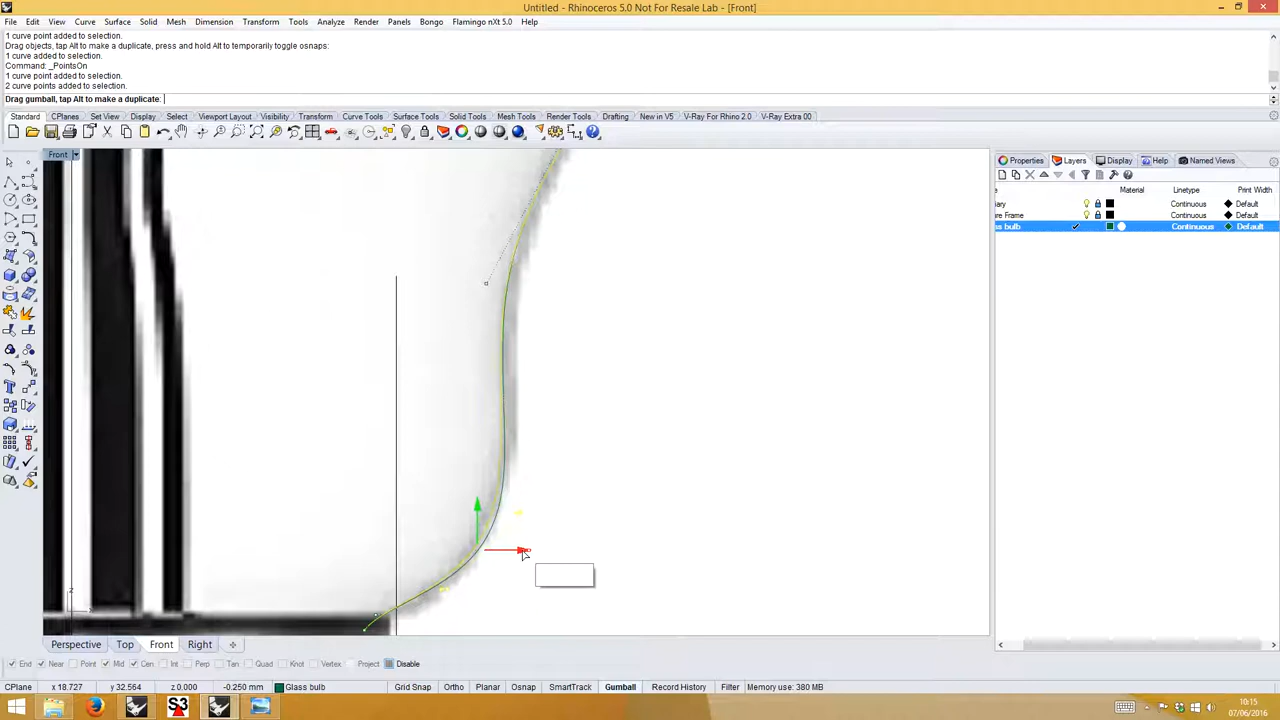 Untitled - Rhinoceros 5.0 Not For Resale Lab - [Front]
File Edit View Curve Surface Solid Mesh Dimension Transform Tools Analyze Render Panels Bongo Flamingo nXt 5.0 Help
1 curve point added to selection.
Drag objects, tap Alt to make a duplicate, press and hold Alt to temporarily toggle osnaps:
1 curve added to selection.
Command: _PointsOn
1 curve point added to selection.
2 curve points added to selection.
Drag gumball, tap Alt to make a duplicate:
Standard CPlanes Set View Display Select Viewport Layout Visibility Transform Curve Tools Surface Tools Solid Tools Mesh Tools Render Tools Drafting New in V5 V-Ray For Rhino 2.0 V-Ray Extra 00
Front
Properties Layers Display Help Named Views
e Material Linetype Print Width
iary Continuous Default
ire Frame Continuous Default
ss bulb Continuous Default
z
x
Perspective Top Front Right
End Near Point Mid Cen Int Perp Tan Quad Knot Vertex Project Disable
CPlane x 18.727 y 32.564 z 0.000 -0.250 mm Glass bulb Grid Snap Ortho Planar Osnap SmartTrack Gumball Record History Filter Memory use: 380 MB
S3
10:15
07/06/2016